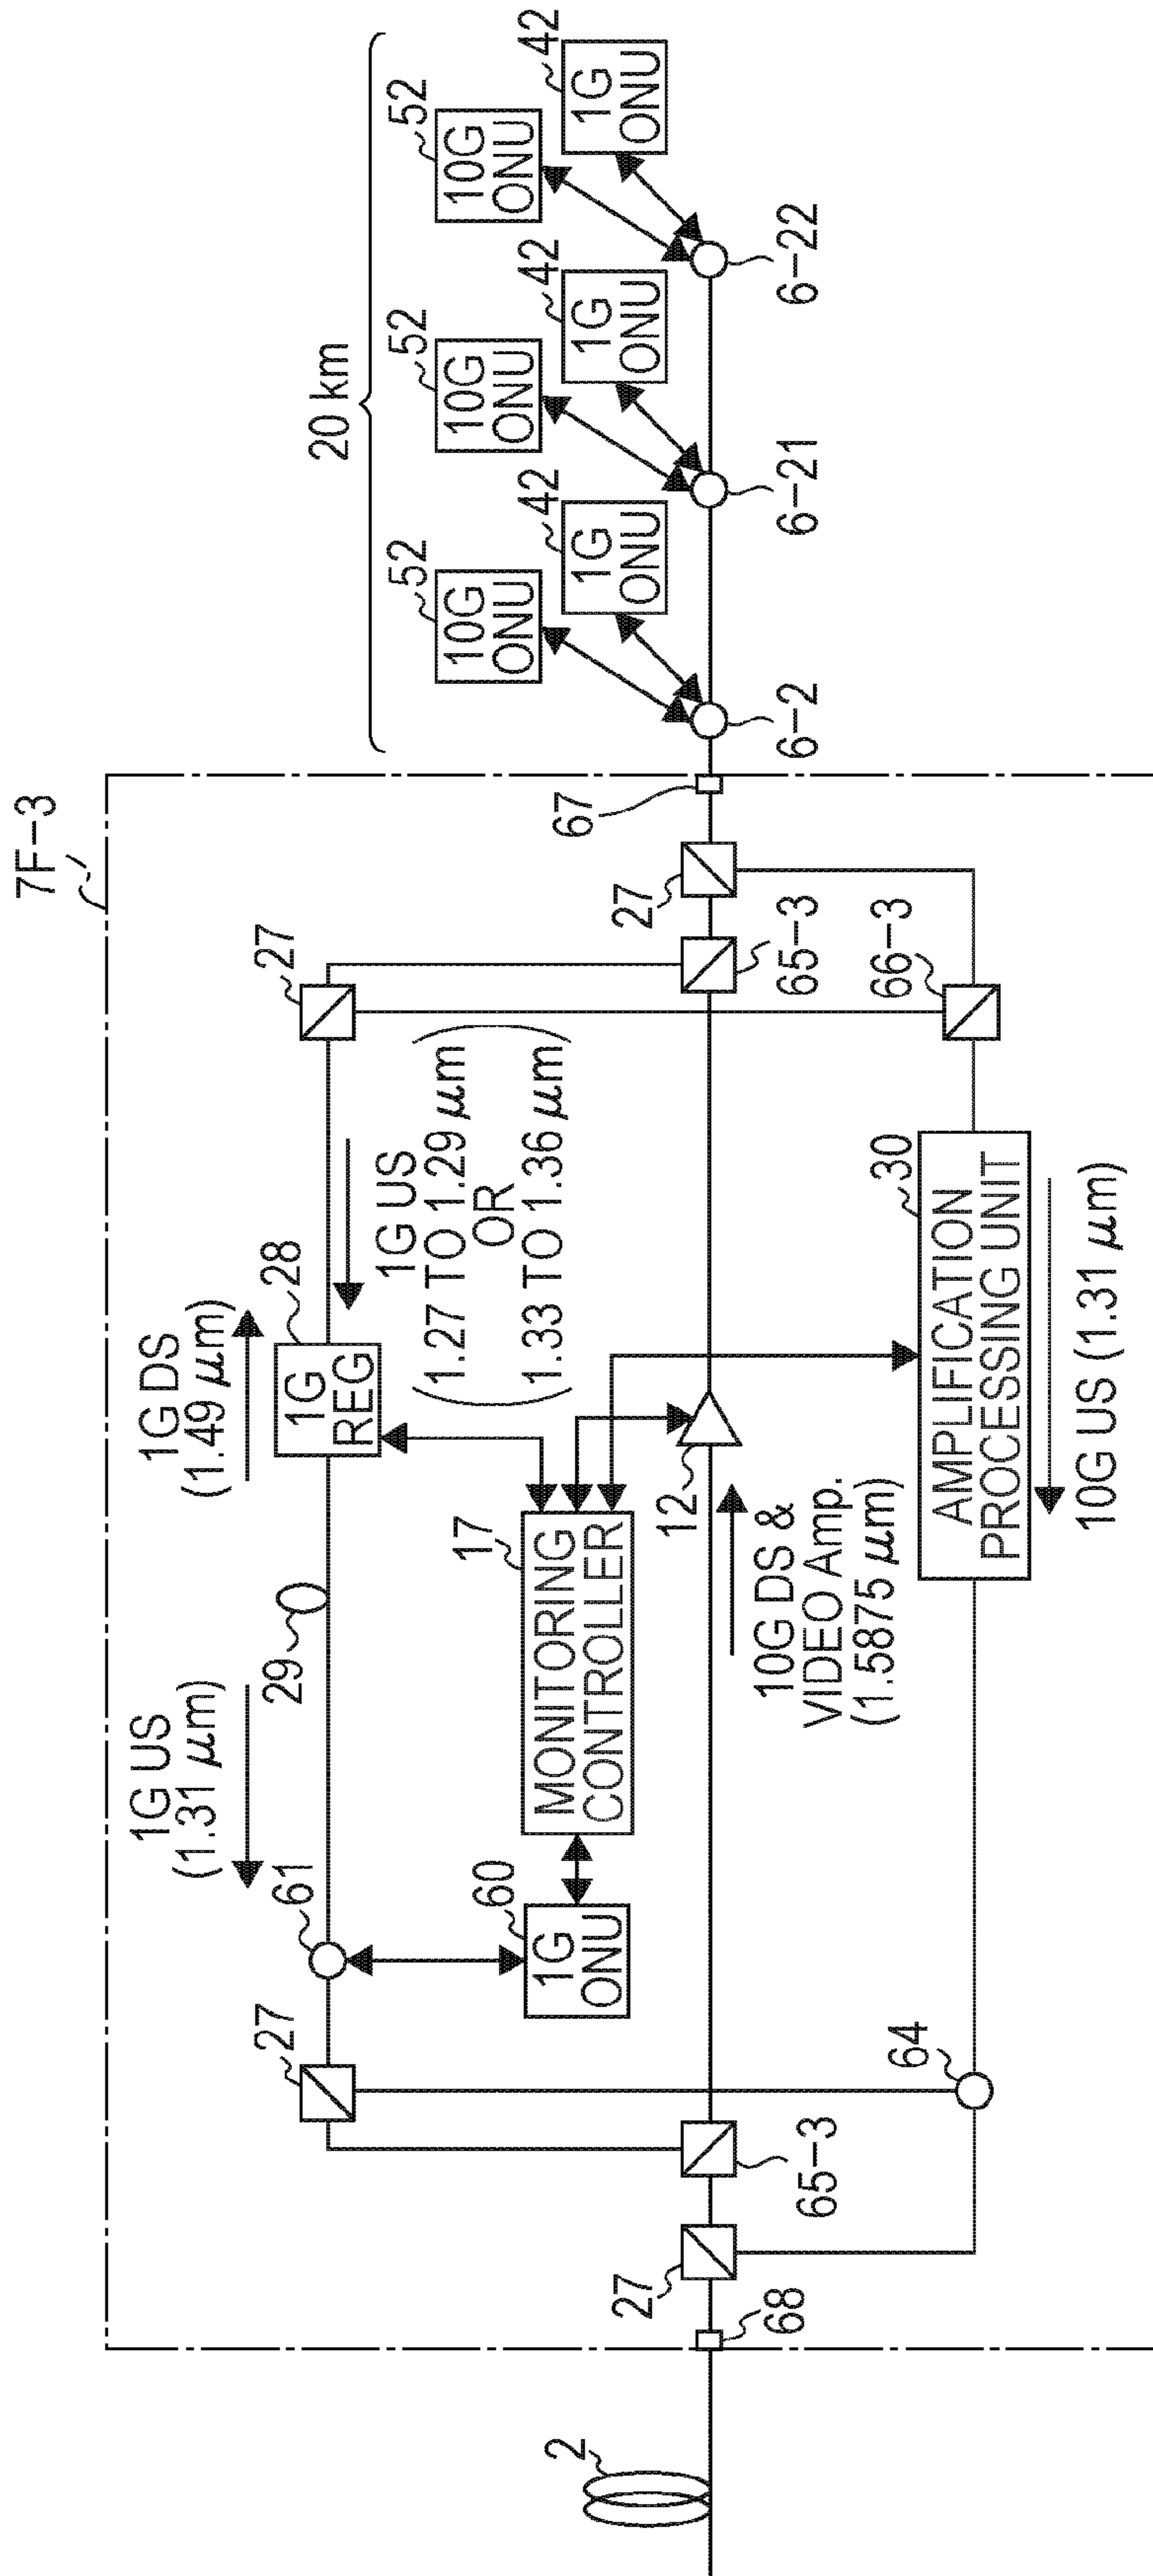 7F-3
20 km
52
10G
ONU
42
1G
ONU
52
10G
ONU
42
1G
ONU
52
10G
ONU
42
1G
ONU
6-2
6-21
6-22
67
27
65-3
27
66-3
1G DS
(1.49 μm)
28
1G
REG
1G US
(1.27 TO 1.29 μm
OR
1.33 TO 1.36 μm)
1G US
(1.31 μm)
29
61
27
60
1G
ONU
17
MONITORING
CONTROLLER
12
10G DS &
VIDEO Amp.
(1.5875 μm)
30
AMPLIFICATION
PROCESSING UNIT
10G US (1.31 μm)
64
65-3
27
68
2